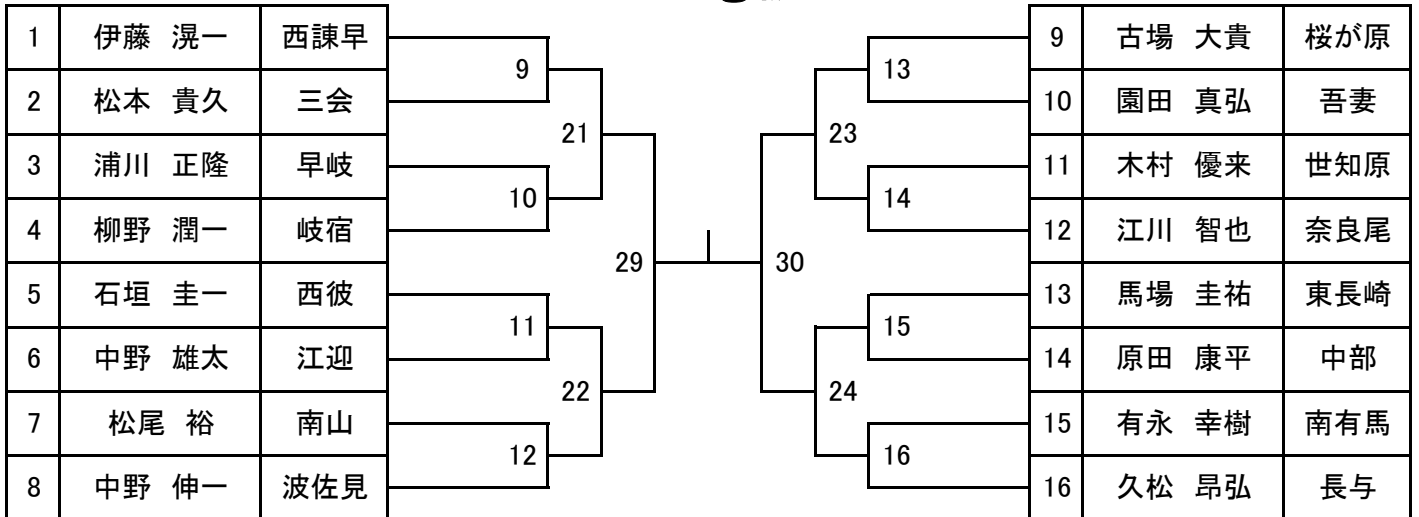 1 伊藤 滉一 西諫早
2 松本 貴久 三会
3 浦川 正隆 早岐
4 柳野 潤一 岐宿
5 石垣 圭一 西彼
6 中野 雄太 江迎
7 松尾 裕 南山
8 中野 伸一 波佐見
9
10
11
12
21
22
29
30
23
24
13
14
15
16
9 古場 大貴 桜が原
10 園田 真弘 吾妻
11 木村 優来 世知原
12 江川 智也 奈良尾
13 馬場 圭祐 東長崎
14 原田 康平 中部
15 有永 幸樹 南有馬
16 久松 昂弘 長与